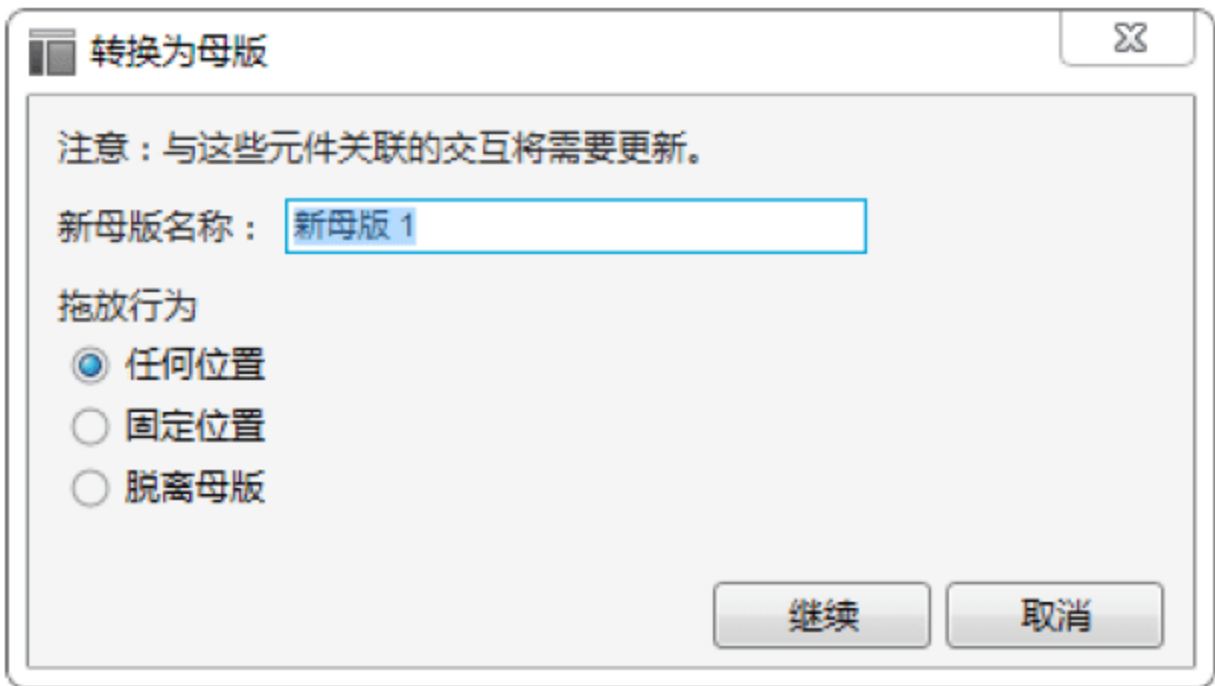 转换为母版
注意：与这些元件关联的交互将需要更新。
新母版名称： 新母版 1
拖放行为
任何位置
固定位置
脱离母版
继续 取消